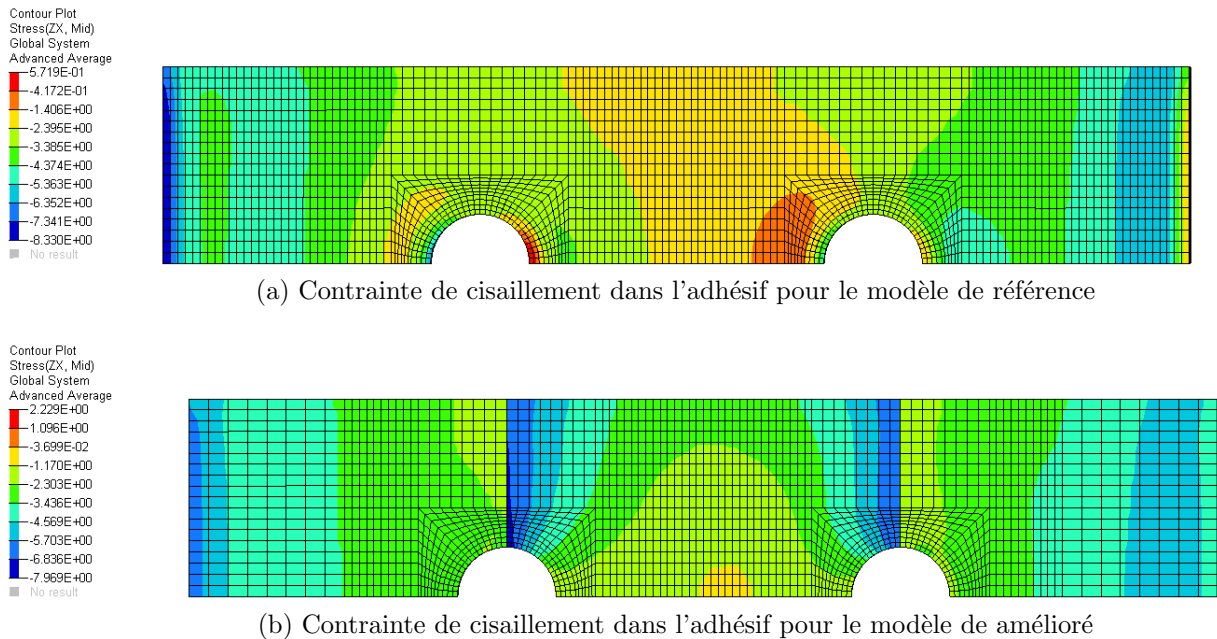 Contour Plot
Stress(ZX, Mid)
Global System
Advanced Average
5.719E-01
-4.172E-01
-1.406E+00
-2.395E+00
-3.385E+00
-4.374E+00
-5.363E+00
-6.352E+00
-7.341E+00
-8.330E+00
No result
(a) Contrainte de cisaillement dans l'adhésif pour le modèle de référence
Contour Plot
Stress(ZX, Mid)
Global System
Advanced Average
2.229E+00
1.096E+00
-3.699E-02
-1.170E+00
-2.303E+00
-3.436E+00
-4.569E+00
-5.703E+00
-6.836E+00
-7.969E+00
No result
(b) Contrainte de cisaillement dans l'adhésif pour le modèle de amélioré